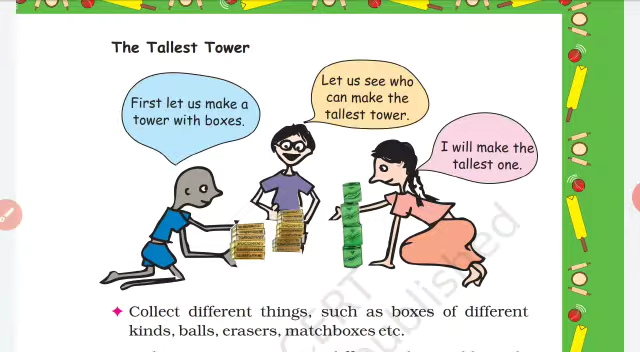 The Tallest Tower
First let us make a
tower with boxes.
Let us see who
can make the
tallest tower.
I will make the
tallest one.
✦ Collect different things, such as boxes of different
kinds, balls, erasers, matchboxes etc.